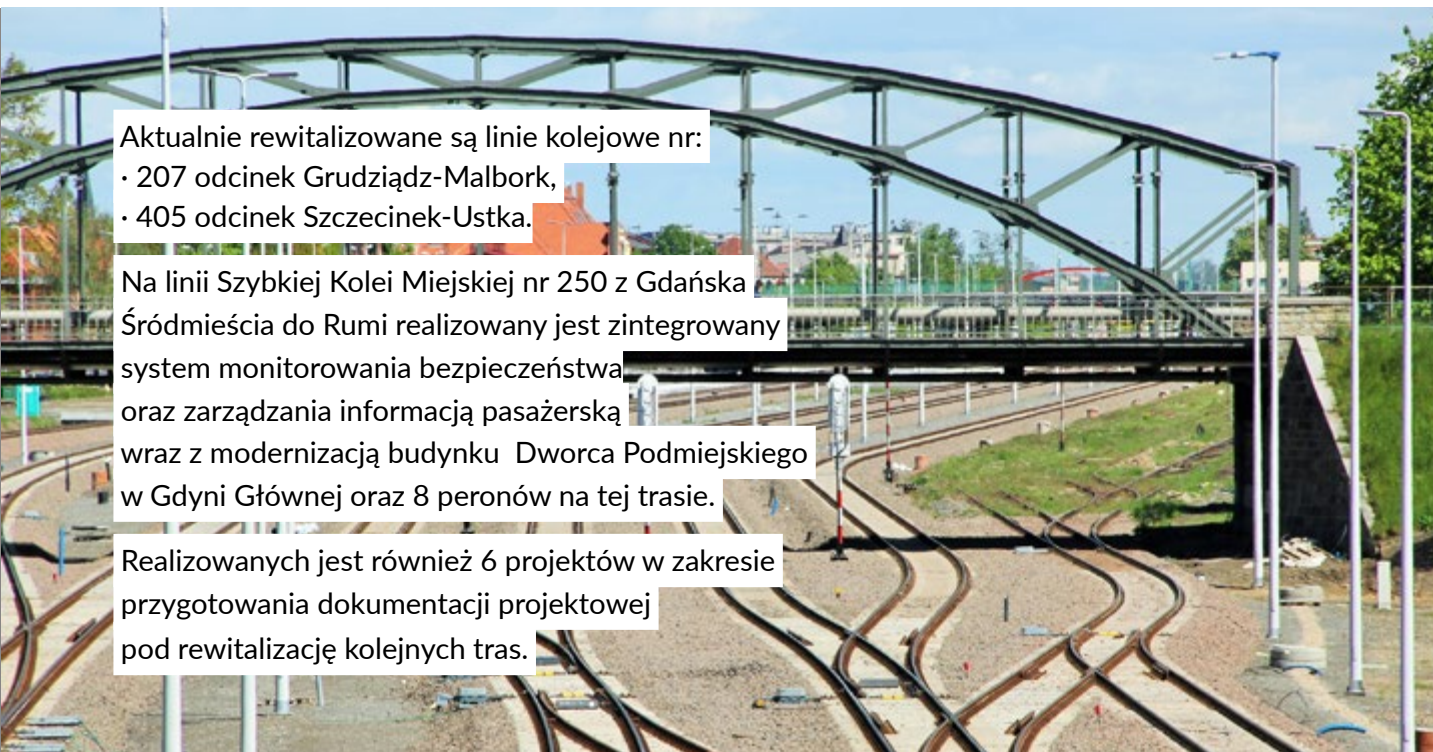 Aktualnie rewitalizowane są linie kolejowe nr:
· 207 odcinek Grudziądz-Malbork,
· 405 odcinek Szczecinek-Ustka.
Na linii Szybkiej Kolei Miejskiej nr 250 z Gdańska
Śródmieścia do Rumi realizowany jest zintegrowany
system monitorowania bezpieczeństwa
oraz zarządzania informacją pasażerską
wraz z modernizacją budynku  Dworca Podmiejskiego
w Gdyni Głównej oraz 8 peronów na tej trasie.
Realizowanych jest również 6 projektów w zakresie
przygotowania dokumentacji projektowej
pod rewitalizację kolejnych tras.